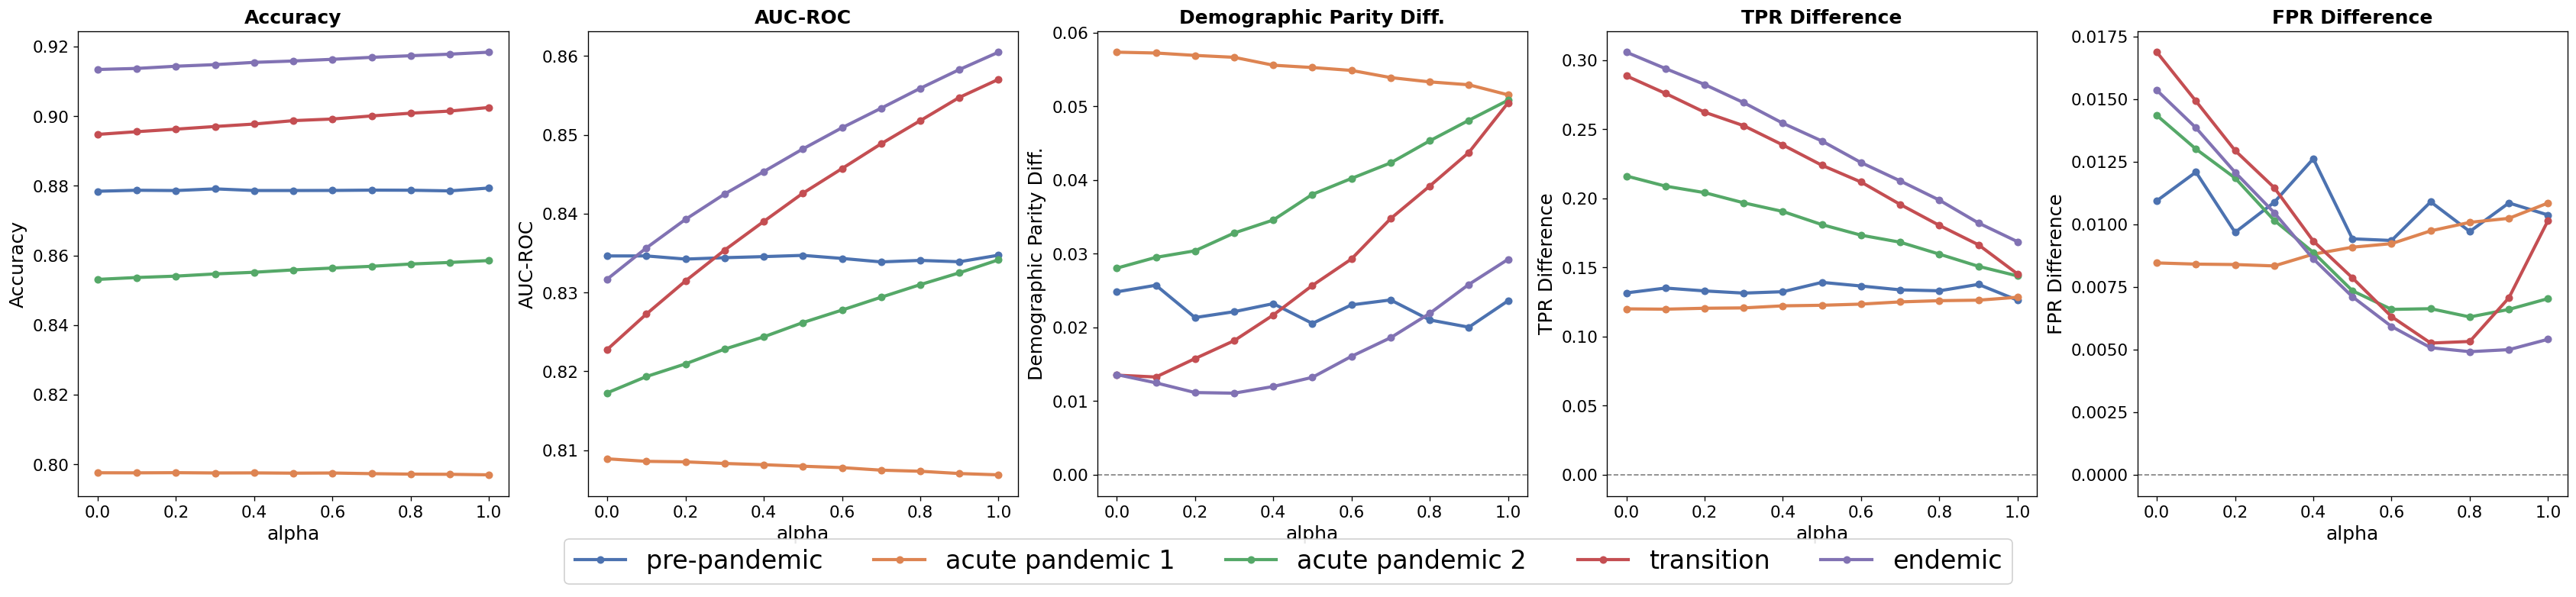 Accuracy
AUC-ROC
Demographic Parity Diff.
TPR Difference
FPR Difference
Accuracy
0.92
0.90
0.88
0.86
0.84
0.82
0.80
0.0 0.2 0.4 0.6 0.8 1.0
alpha
AUC-ROC
0.86
0.85
0.84
0.83
0.82
0.81
0.0 0.2 0.4 0.6 0.8 1.0
alpha
Demographic Parity Diff.
0.06
0.05
0.04
0.03
0.02
0.01
0.00
0.0 0.2 0.4 0.6 0.8 1.0
alpha
TPR Difference
0.30
0.25
0.20
0.15
0.10
0.05
0.00
0.0 0.2 0.4 0.6 0.8 1.0
alpha
FPR Difference
0.0175
0.0150
0.0125
0.0100
0.0075
0.0050
0.0025
0.0000
0.0 0.2 0.4 0.6 0.8 1.0
alpha
pre-pandemic acute pandemic 1 acute pandemic 2 transition endemic